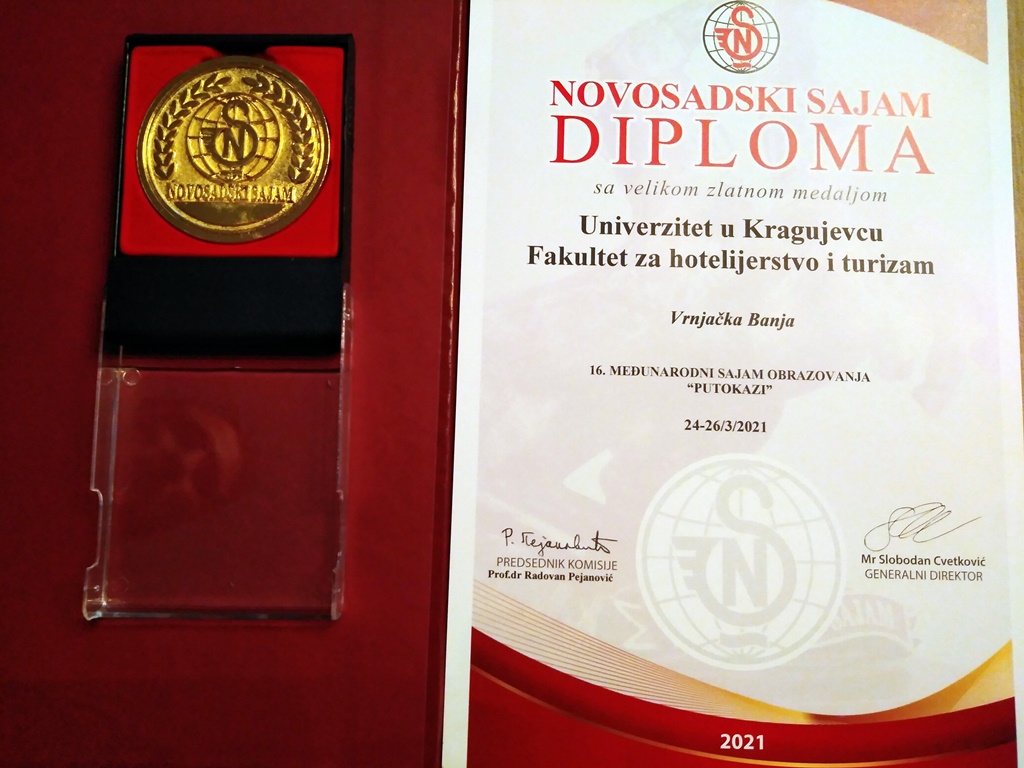 NOVOSADSKI SAJAM
NOVOSADSKI SAJAM
DIPLOMA
sa velikom zlatnom medaljom
Univerzitet u Kragujevcu
Fakultet za hotelijerstvo i turizam
Vrnjačka Banja
16. MEĐUNARODNI SAJAM OBRAZOVANJA
“PUTOKAZI”
24-26/3/2021
PREDSEDNIK KOMISIJE
Prof.dr Radovan Pejanović
Mr Slobodan Cvetković
GENERALNI DIREKTOR
2021